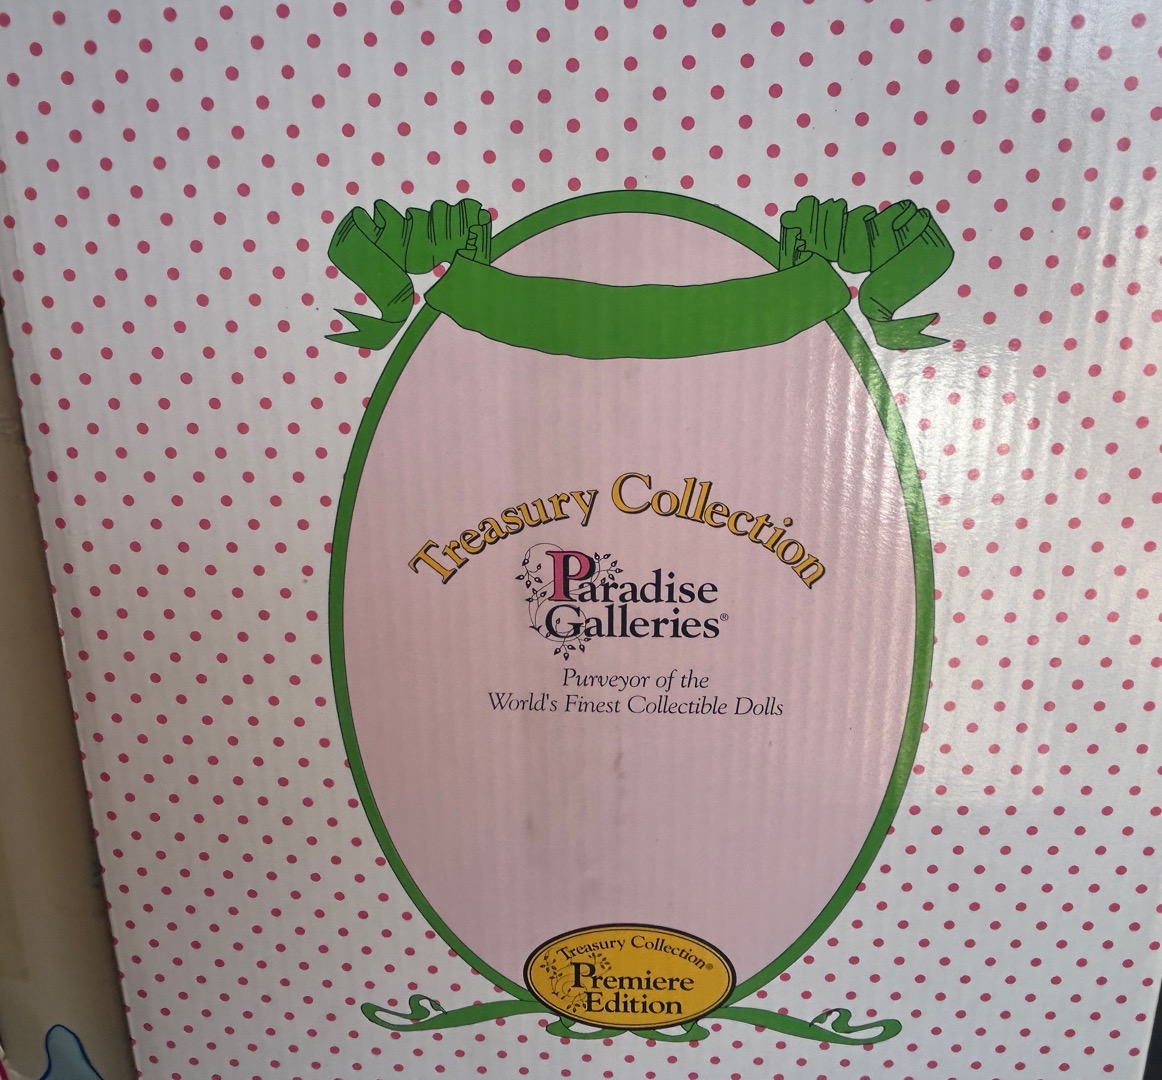 Treasury Collection
Paradise
Galleries®
Purveyor of the
World's Finest Collectible Dolls
Treasury Collection®
Premiere
Edition